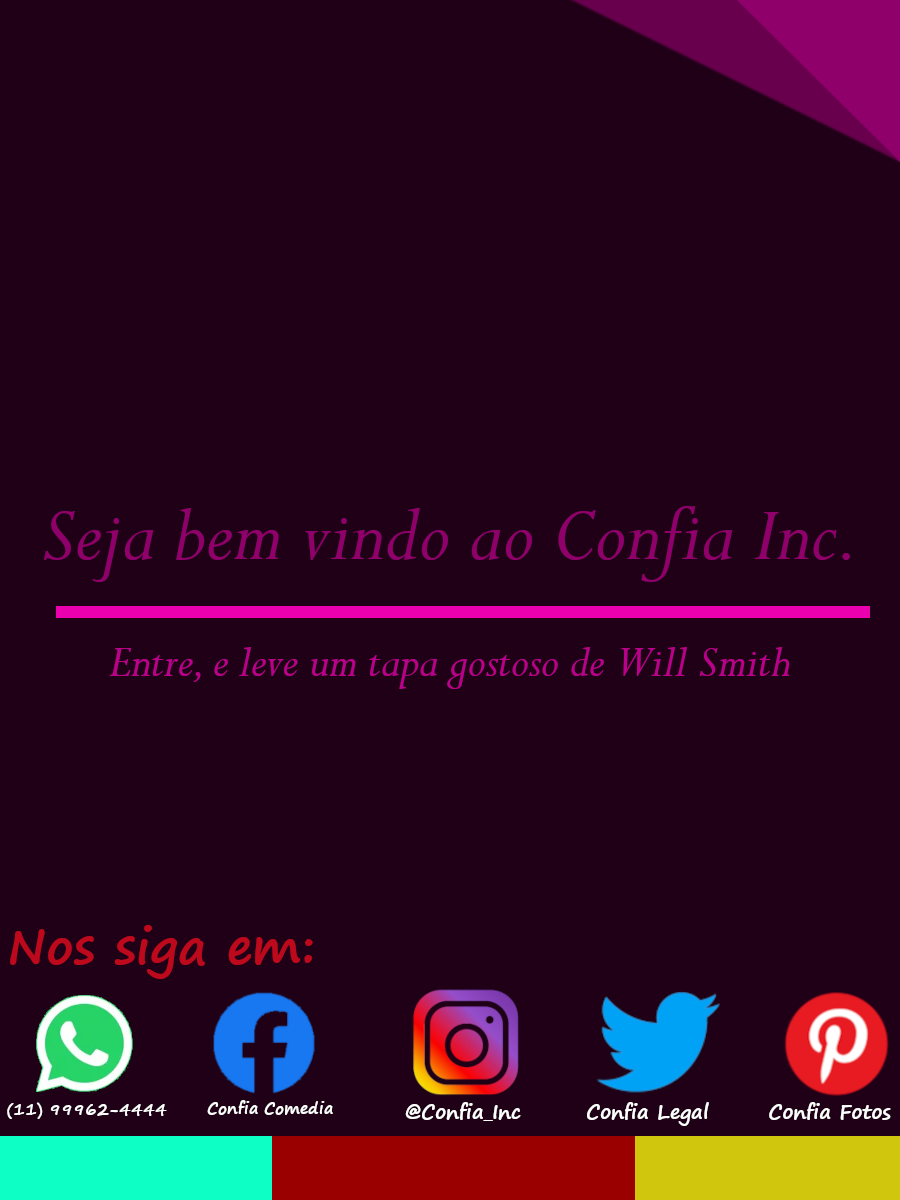 Seja bem vindo ao Confia Inc.
Entre, e leve um tapa gostoso de Will Smith
Nos siga em:
(11) 99962-4444
Confia Comedia
@Confia_Inc
Confia Legal
Confia Fotos